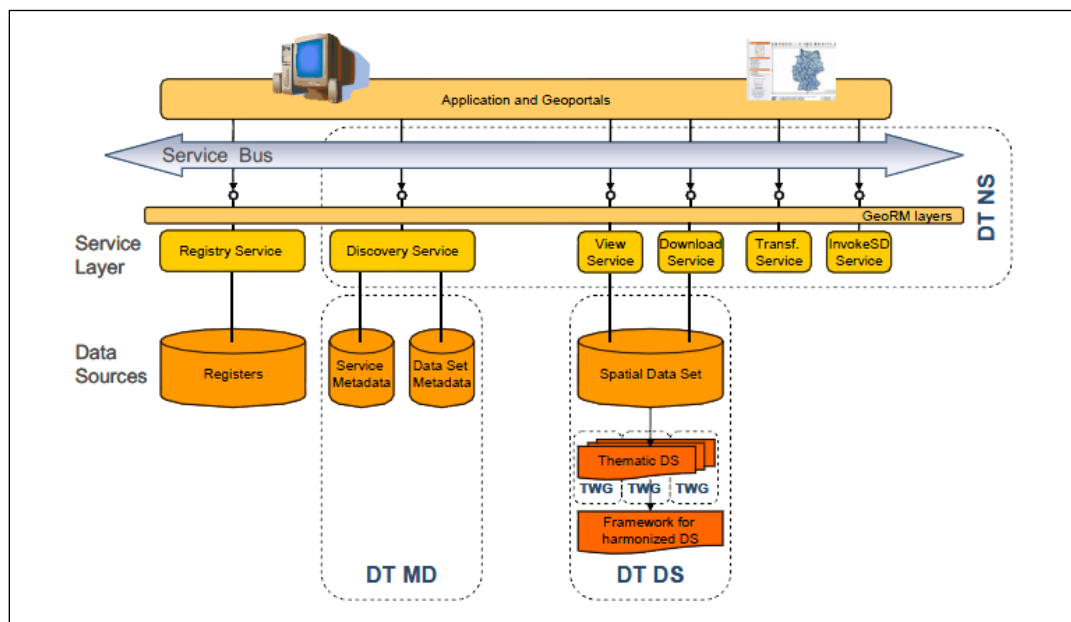 Application and Geoportals
Service Bus
DT NS
GeoRM layers
Service
Layer
Registry Service
Discovery Service
View
Service
Download
Service
Transf.
Service
InvokeSD
Service
Data
Sources
Registers
Service
Metadata
Data Set
Metadata
Spatial Data Set
Thematic DS
TWG
TWG
TWG
Framework for
harmonized DS
DT MD
DT DS